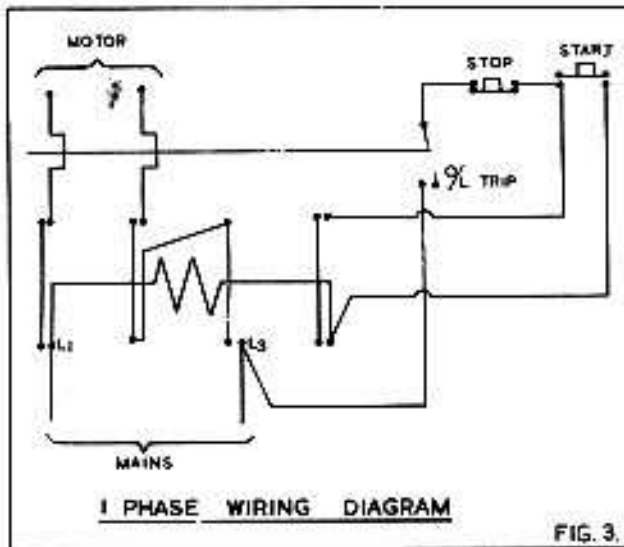 MOTOR
STOP
START
O/L TRIP
L1
L3
MAINS
1 PHASE WIRING DIAGRAM
FIG. 3.